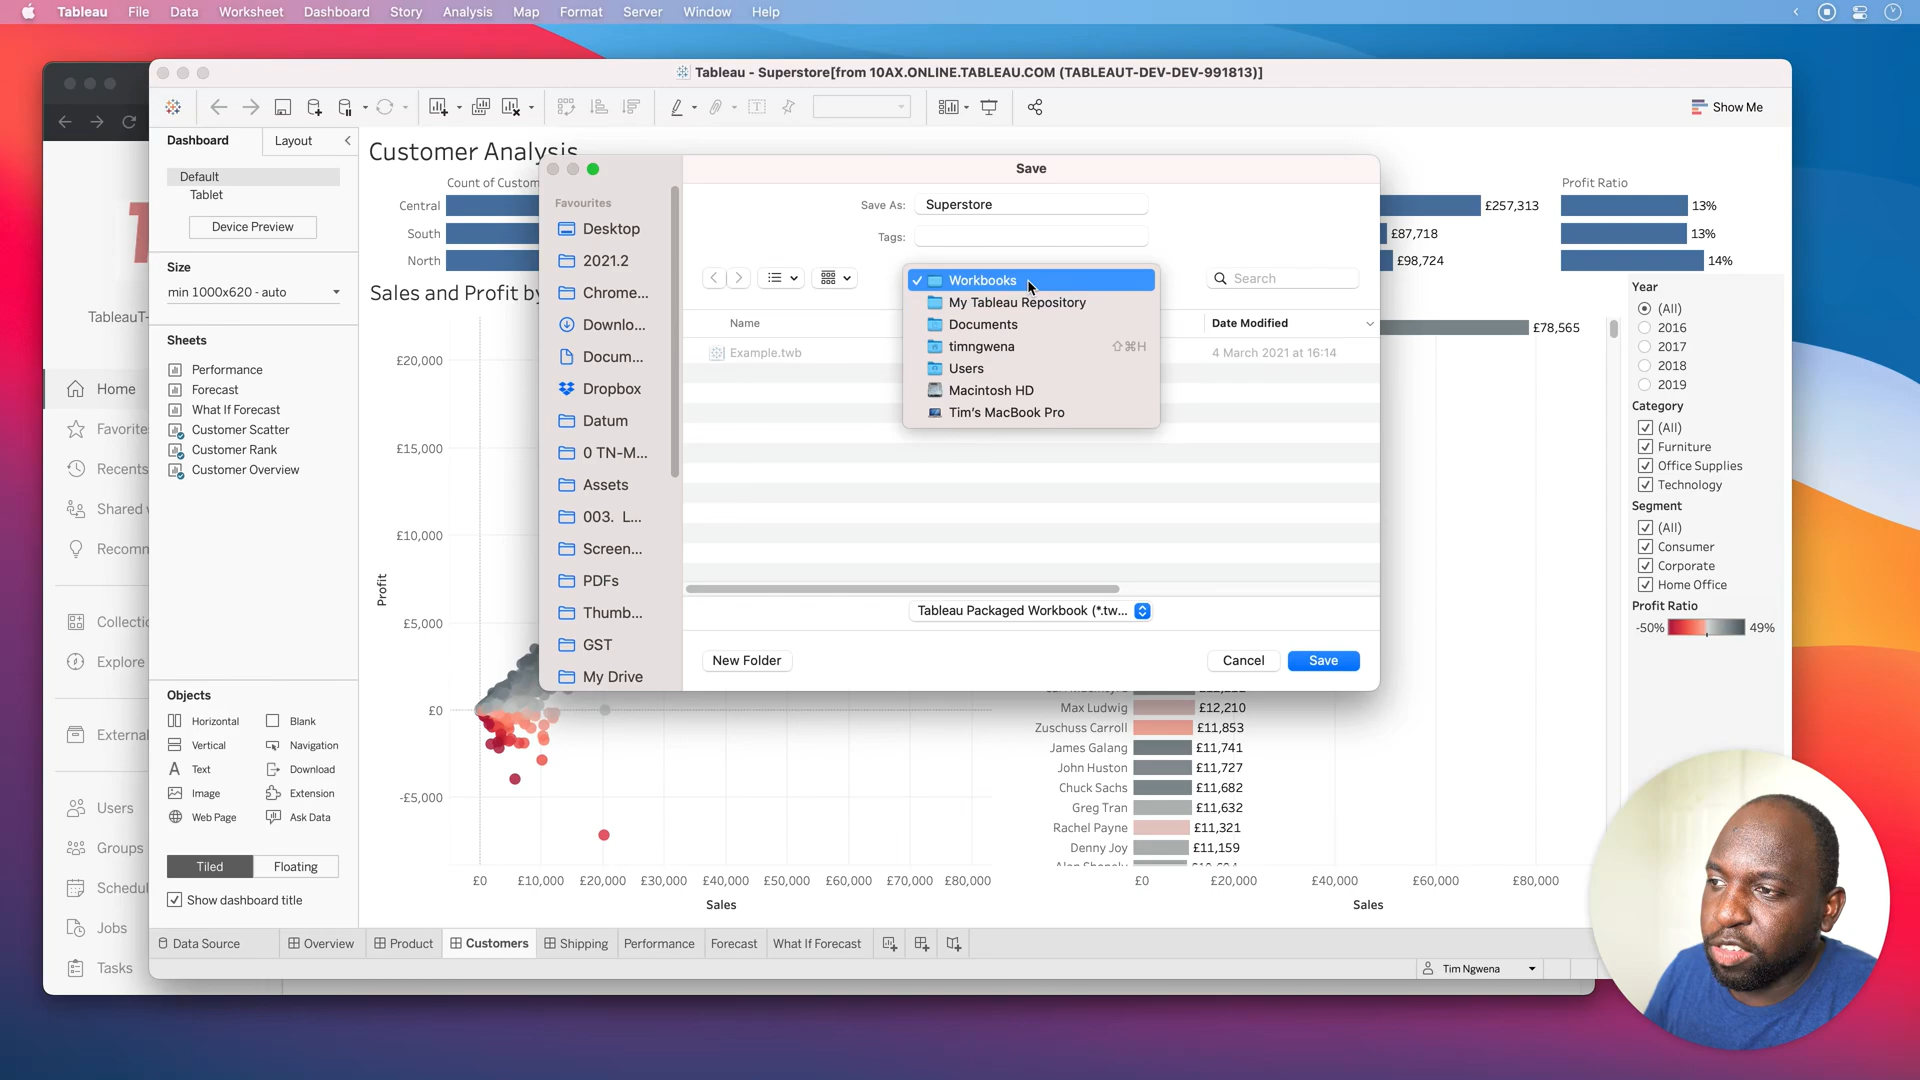 Tableau File Data Worksheet Dashboard Story Analysis Map Format Server Window Help
Tableau - Superstore[from 10AX.ONLINE.TABLEAU.COM (TABLEAUT-DEV-DEV-991813)]
Show Me
Dashboard
Layout
Default
Tablet
Device Preview
Size
min 1000x620 - auto
Sheets
Performance
Forecast
What If Forecast
Customer Scatter
Customer Rank
Customer Overview
Objects
Horizontal
Blank
Vertical
Navigation
Text
Download
Image
Extension
Web Page
Ask Data
Tiled
Floating
Show dashboard title
TableauT-
Home
Favorite
Recents
Shared
Recomm
Collecti
Explore
External
Users
Groups
Schedul
Jobs
Tasks
Customer Analysis
Count of Custom
Central
South
North
Sales and Profit by
£257,313
£87,718
£98,724
Profit Ratio
13%
13%
14%
Save
Favourites
Desktop
2021.2
Chrome...
Downlo...
Docum...
Dropbox
Datum
0 TN-M...
Assets
003. L...
Screen...
PDFs
Thumb...
GST
My Drive
Save As: Superstore
Tags:
Search
Workbooks
My Tableau Repository
Documents
timngwena ⇧⌘H
Users
Macintosh HD
Tim's MacBook Pro
Name
Date Modified
Example.twb
4 March 2021 at 16:14
Tableau Packaged Workbook (*.tw...
New Folder
Cancel
Save
£78,565
Year
(All)
2016
2017
2018
2019
Category
(All)
Furniture
Office Supplies
Technology
Segment
(All)
Consumer
Corporate
Home Office
Profit Ratio
-50% 49%
Profit
£20,000
£15,000
£10,000
£5,000
£0
-£5,000
£0 £10,000 £20,000 £30,000 £40,000 £50,000 £60,000 £70,000 £80,000
Sales
Max Ludwig £12,210
Zuschuss Carroll £11,853
James Galang £11,741
John Huston £11,727
Chuck Sachs £11,682
Greg Tran £11,632
Rachel Payne £11,321
Denny Joy £11,159
£0 £20,000 £40,000 £60,000 £80,000
Sales
Data Source
Overview
Product
Customers
Shipping
Performance
Forecast
What If Forecast
Tim Ngwena